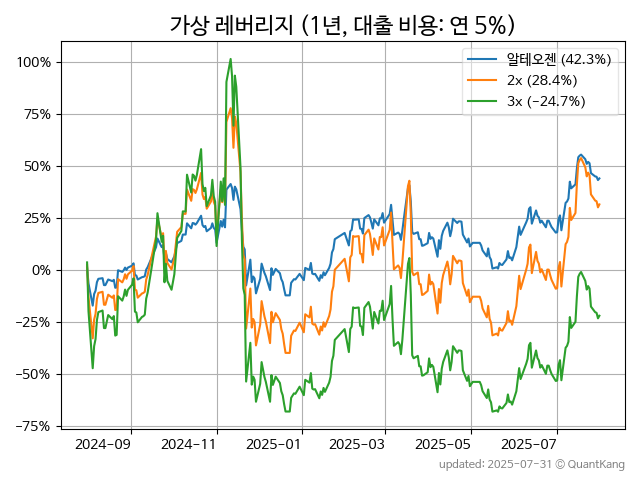 가상 레버리지 (1년, 대출 비용: 연 5%)
알테오젠 (42.3%)
2x (28.4%)
3x (−24.7%)
100%
75%
50%
25%
0%
−25%
−50%
−75%
2024-09 2024-11 2025-01 2025-03 2025-05 2025-07
updated: 2025-07-31 © QuantKang